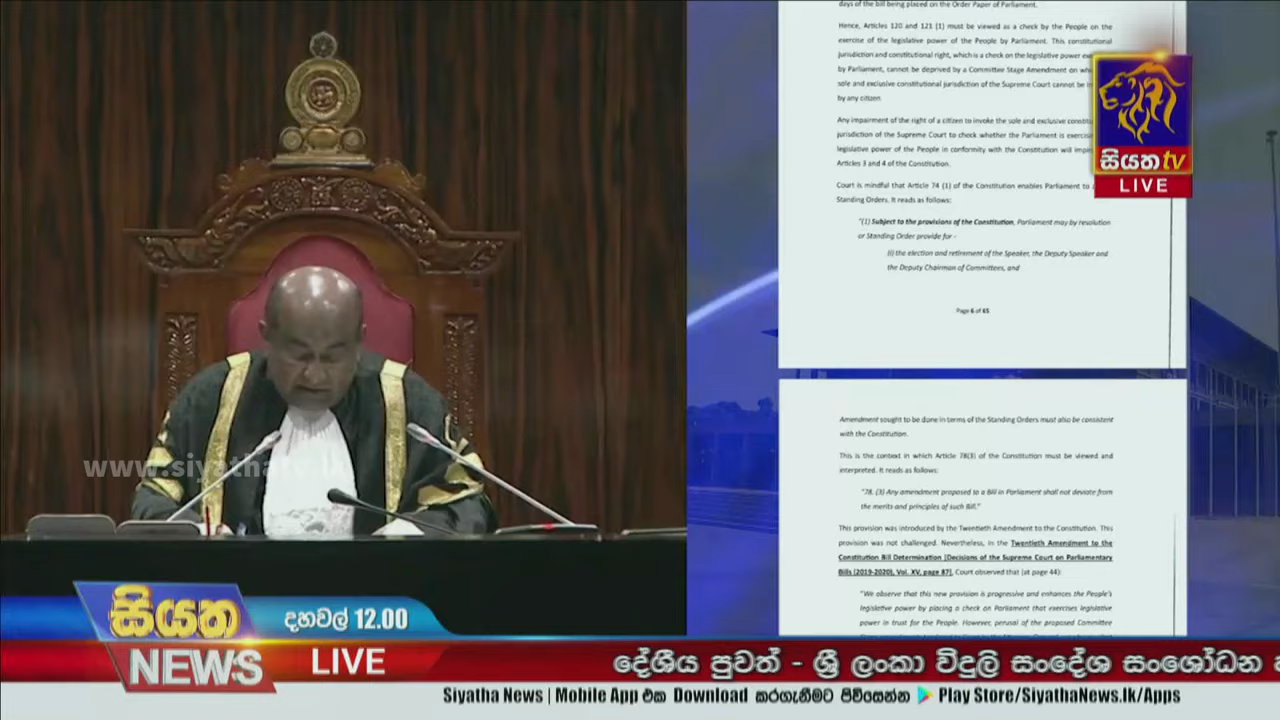 days of the bill being placed on the Order Paper of Parliament.
Hence, Articles 120 and 121 (1) must be viewed as a check by the People on the
exercise of the legislative power of the People by Parliament. This constitutional
jurisdiction and constitutional right, which is a check on the legislative power
by Parliament, cannot be deprived by a Committee Stage Amendment on
sole and exclusive constitutional jurisdiction of the Supreme Court cannot be
by any citizen.
Any impairment of the right of a citizen to invoke the sole and exclusive
jurisdiction of the Supreme Court to check whether the Parliament is
legislative power of the People in conformity with the Constitution will
Articles 3 and 4 of the Constitution.
Court is mindful that Article 74 (1) of the Constitution enables Parliament to
Standing Orders. It reads as follows:
"(1) Subject to the provisions of the Constitution, Parliament may by resolution
or Standing Order provide for -
(i) the election and retirement of the Speaker, the Deputy Speaker and
the Deputy Chairman of Committees, and
Page 6 of 65
Amendment sought to be done in terms of the Standing Orders must also be consistent
with the Constitution.
This is the context in which Article 78(3) of the Constitution must be viewed and
interpreted. It reads as follows:
"78. (3) Any amendment proposed to a Bill in Parliament shall not deviate from
the merits and principles of such Bill."
This provision was introduced by the Twentieth Amendment to the Constitution. This
provision was not challenged. Nevertheless, in the Twentieth Amendment to the
Constitution Bill Determination [Decisions of the Supreme Court on Parliamentary
Bills (2019-2020), Vol. XV, page 87], Court observed that (at page 44):
"We observe that this new provision is progressive and enhances the People's
legislative power by placing a check on Parliament that exercises legislative
power in trust for the People. However, perusal of the proposed Committee
සියත tv
LIVE
www.siyatha
සියත
NEWS
දහවල් 12.00
LIVE
දේශීය පුවත් - ශ්‍රී ලංකා විදුලි සංදේශ සංශෝධන
Siyatha News | Mobile App එක Download කරගැනීමට පිවිසෙන්න Play Store/SiyathaNews.lk/Apps